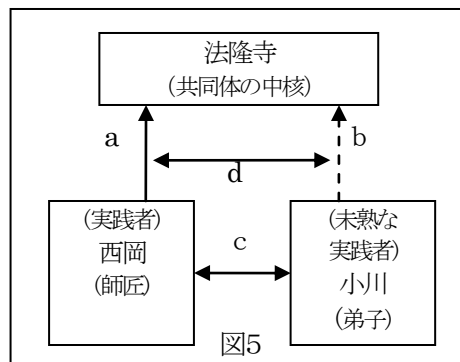 法隆寺
(共同体の中核)
a
b
d
(実践者)
西岡
(師匠)
c
(未熟な
実践者)
小川
(弟子)
図5